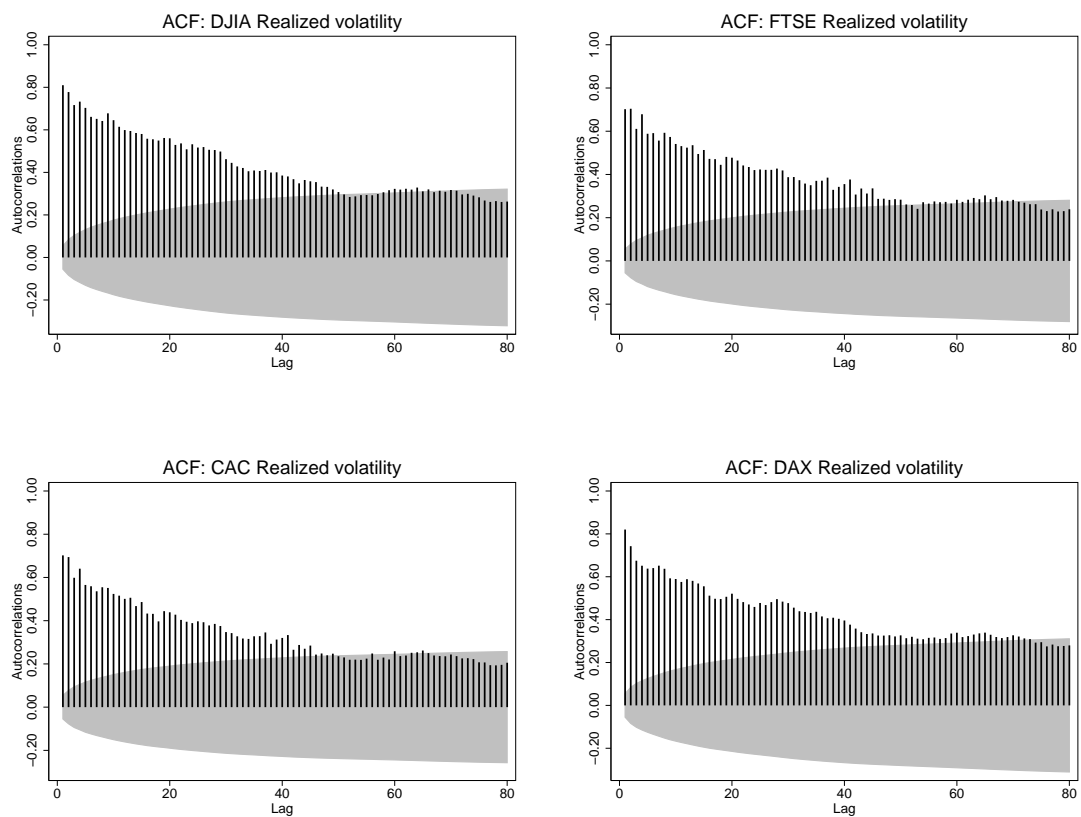 ACF: DJIA Realized volatility
Autocorrelations
1.00
0.80
0.60
0.40
0.20
0.00
−0.20
0 20 40 60 80
Lag
ACF: FTSE Realized volatility
Autocorrelations
1.00
0.80
0.60
0.40
0.20
0.00
−0.20
0 20 40 60 80
Lag
ACF: CAC Realized volatility
Autocorrelations
1.00
0.80
0.60
0.40
0.20
0.00
−0.20
0 20 40 60 80
Lag
ACF: DAX Realized volatility
Autocorrelations
1.00
0.80
0.60
0.40
0.20
0.00
−0.20
0 20 40 60 80
Lag